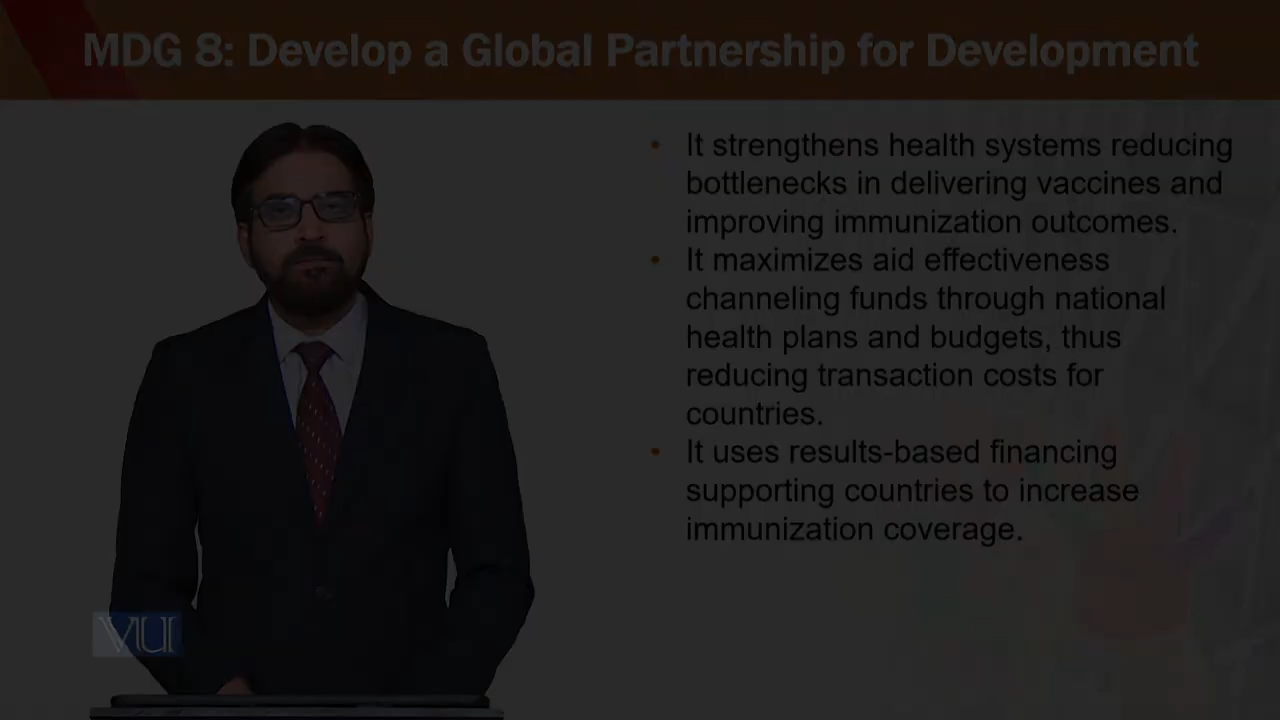 MDG 8: Develop a Global Partnership for Development
• It strengthens health systems reducing
bottlenecks in delivering vaccines and
improving immunization outcomes.
• It maximizes aid effectiveness
channeling funds through national
health plans and budgets, thus
reducing transaction costs for
countries.
• It uses results-based financing
supporting countries to increase
immunization coverage.
VU